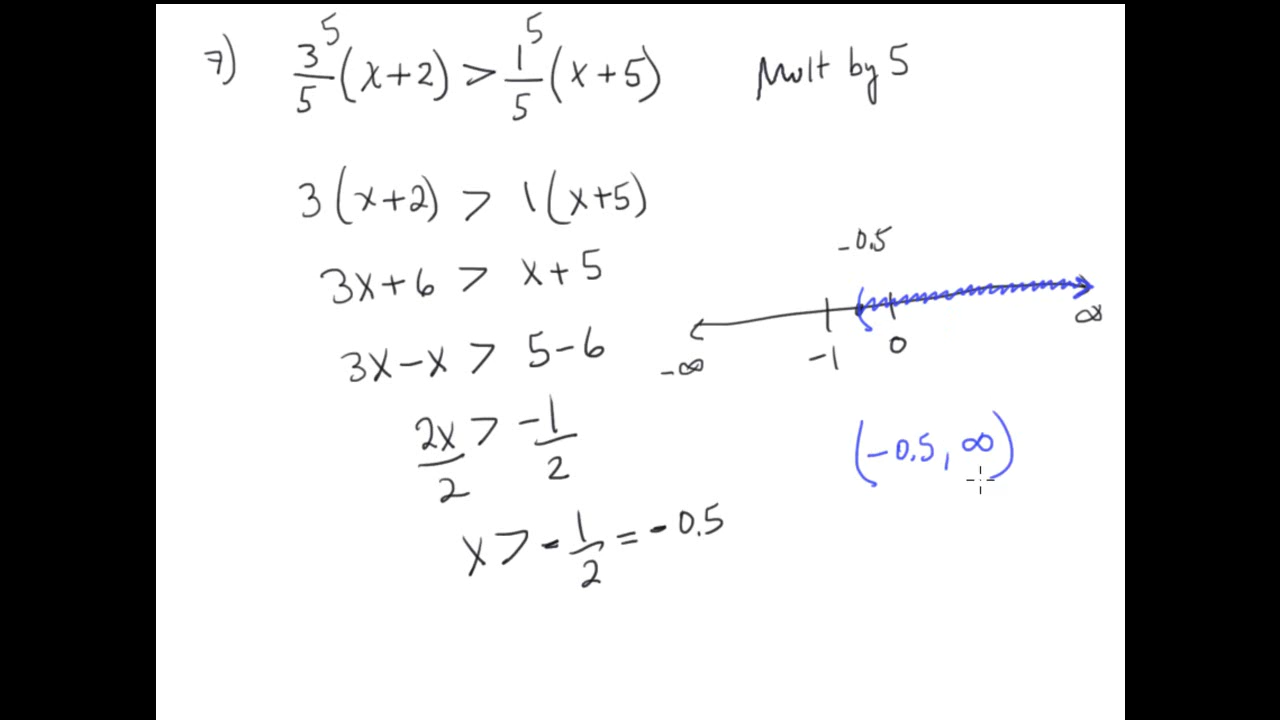 7) 3/5 5 (x+2) > 1/5 5 (x+5) Mult by 5
3(x+2) > 1(x+5)
3x+6 > x+5
3x-x > 5-6
2x/2 > -1/2
x > -1/2 = -0.5
-0.5
-∞ -1 0 ∞
(-0.5, ∞)